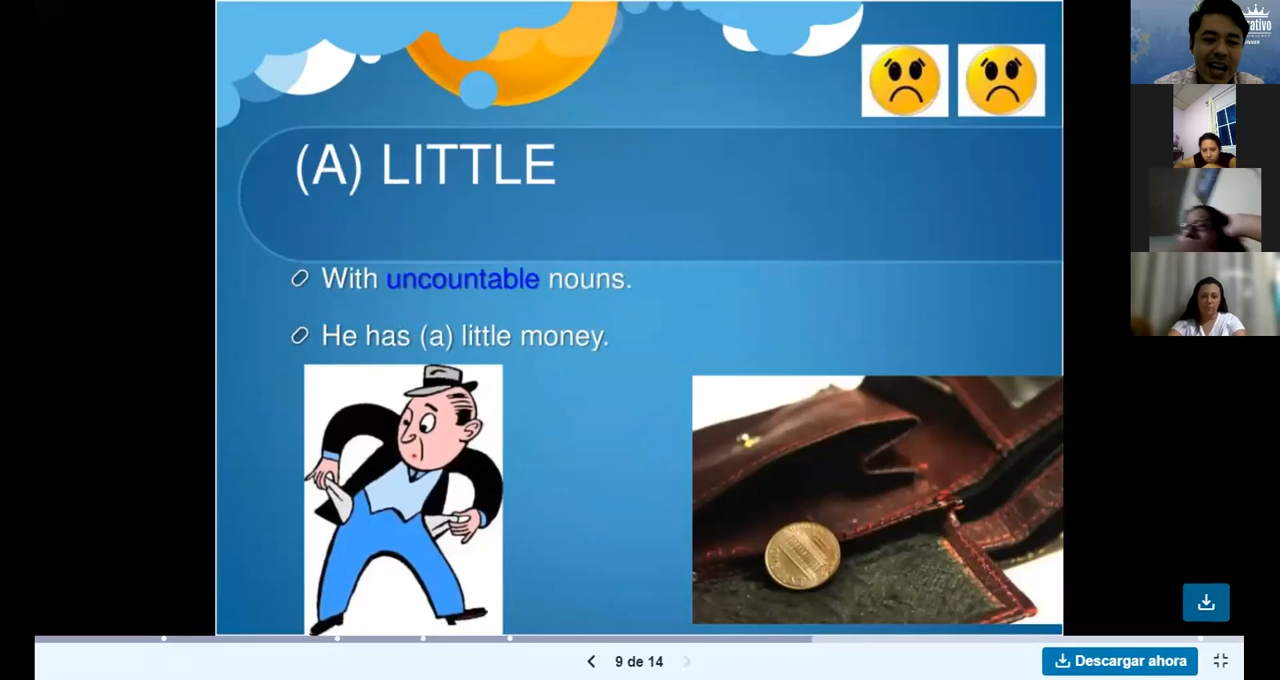 (A) LITTLE
With uncountable nouns.
He has (a) little money.
9 de 14
Descargar ahora